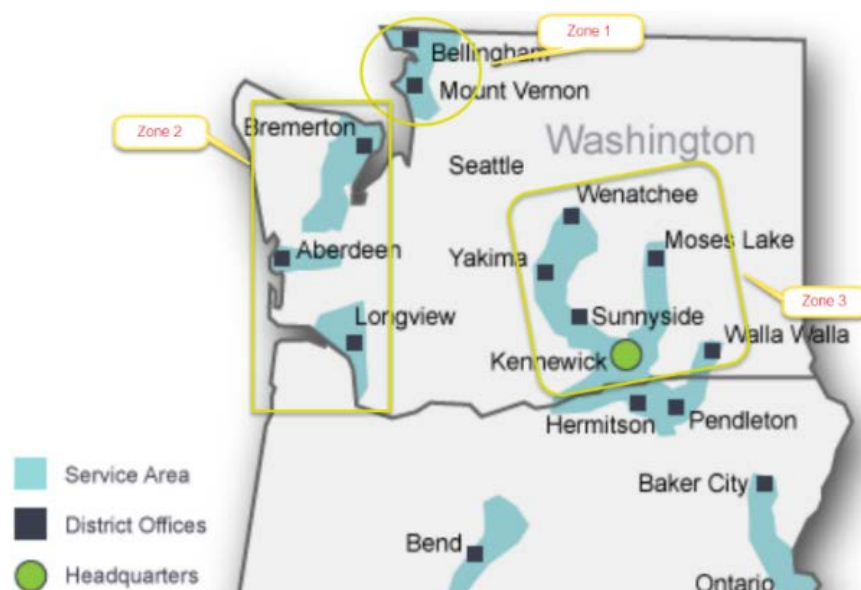 Zone 1
Bellingham
Mount Vernon
Zone 2
Bremerton
Washington
Seattle
Wenatchee
Aberdeen
Yakima
Moses Lake
Zone 3
Longview
Sunnyside
Walla Walla
Kennewick
Hermitson
Pendleton
Service Area
Baker City
District Offices
Bend
Headquarters
Ontario